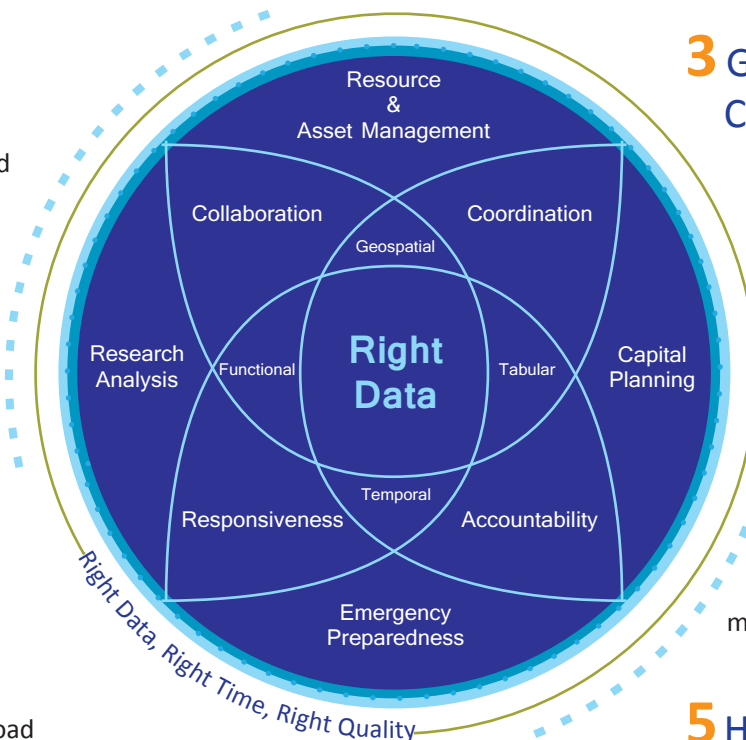 3 G
C
d
Resource
&
Asset Management
Collaboration
Coordination
Geospatial
Research
Analysis
Functional
Right
Data
Tabular
Capital
Planning
Temporal
Responsiveness
Accountability
Emergency
Preparedness
Right Data, Right Time, Right Quality
m
oad
5 H